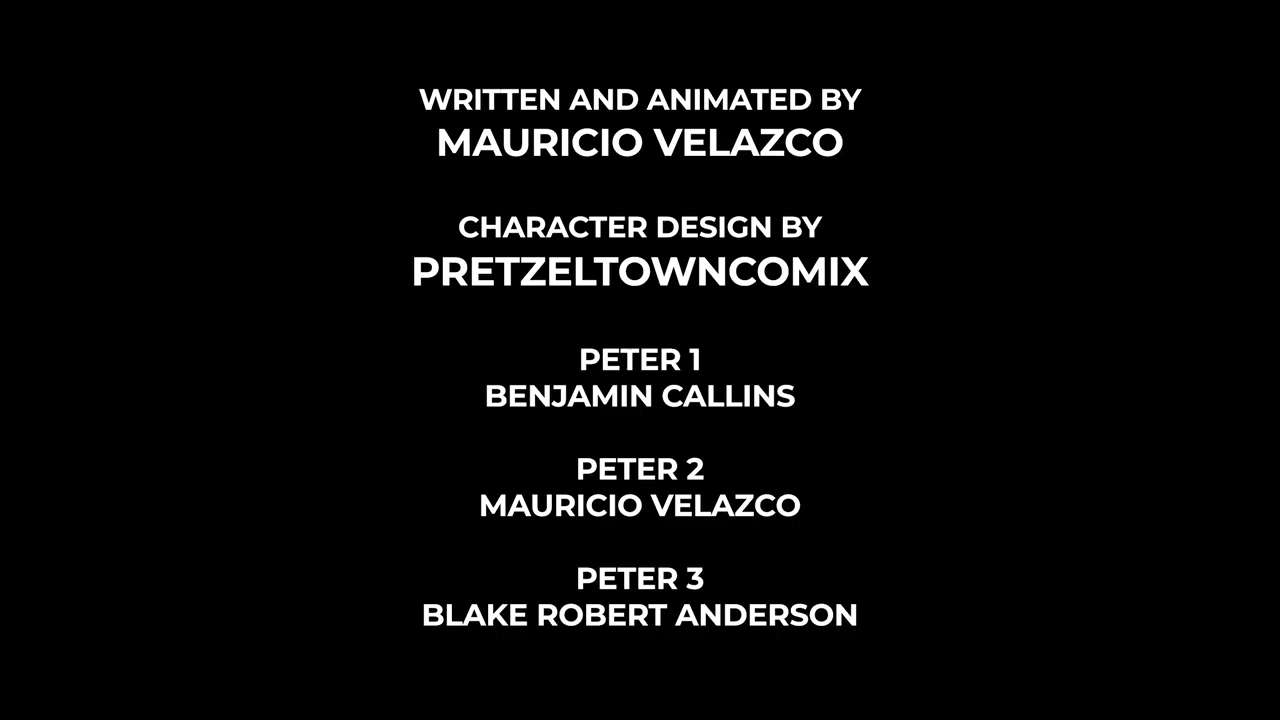 WRITTEN AND ANIMATED BY
MAURICIO VELAZCO
CHARACTER DESIGN BY
PRETZELTOWNCOMIX
PETER 1
BENJAMIN CALLINS
PETER 2
MAURICIO VELAZCO
PETER 3
BLAKE ROBERT ANDERSON